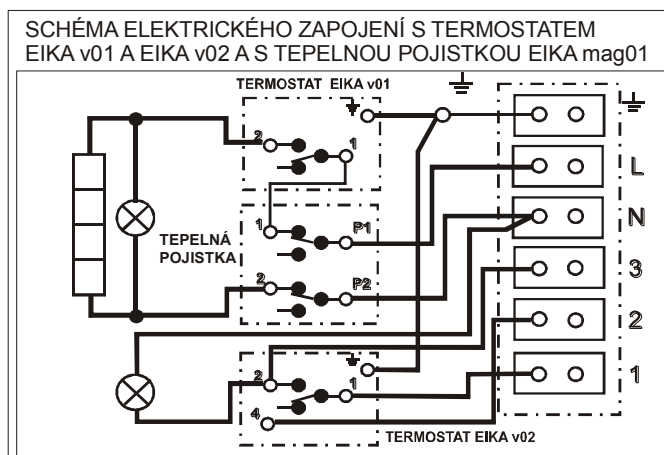 SCHÉMA ELEKTRICKÉHO ZAPOJENÍ S TERMOSTATEM
EIKA v01 A EIKA v02 A S TEPELNOU POJISTKOU EIKA mag01
TERMOSTAT EIKA v01
2
1
L
1
P1
N
TEPELNÁ
POJISTKA
2
P2
3
2
2
1
1
4
TERMOSTAT EIKA v02